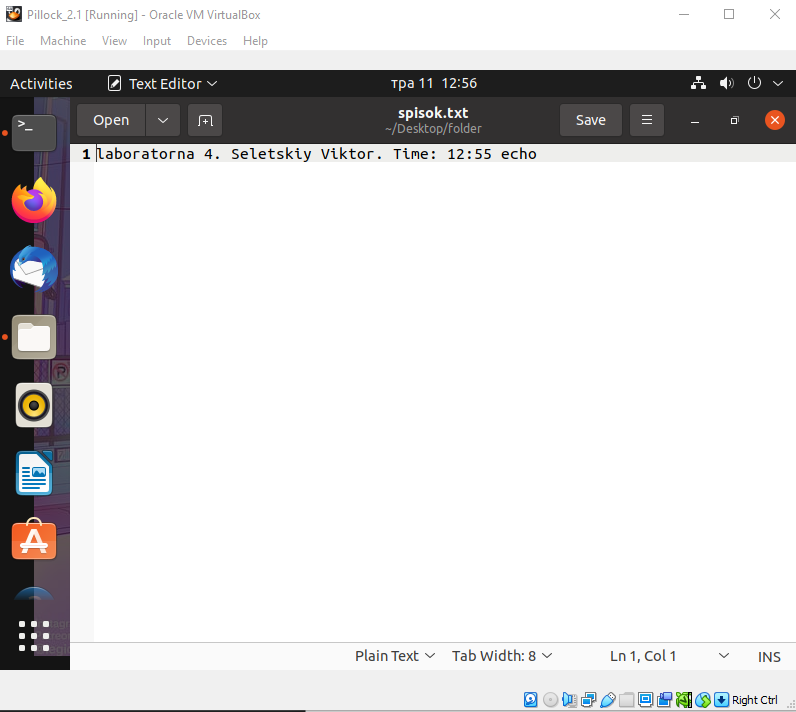 Pillock_2.1 [Running] - Oracle VM VirtualBox
File Machine View Input Devices Help
Activities Text Editor тра 11 12:56
Open spisok.txt Save
~/Desktop/folder
1 laboratorna 4. Seletskiy Viktor. Time: 12:55 echo
Plain Text Tab Width: 8 Ln 1, Col 1 INS
Right Ctrl